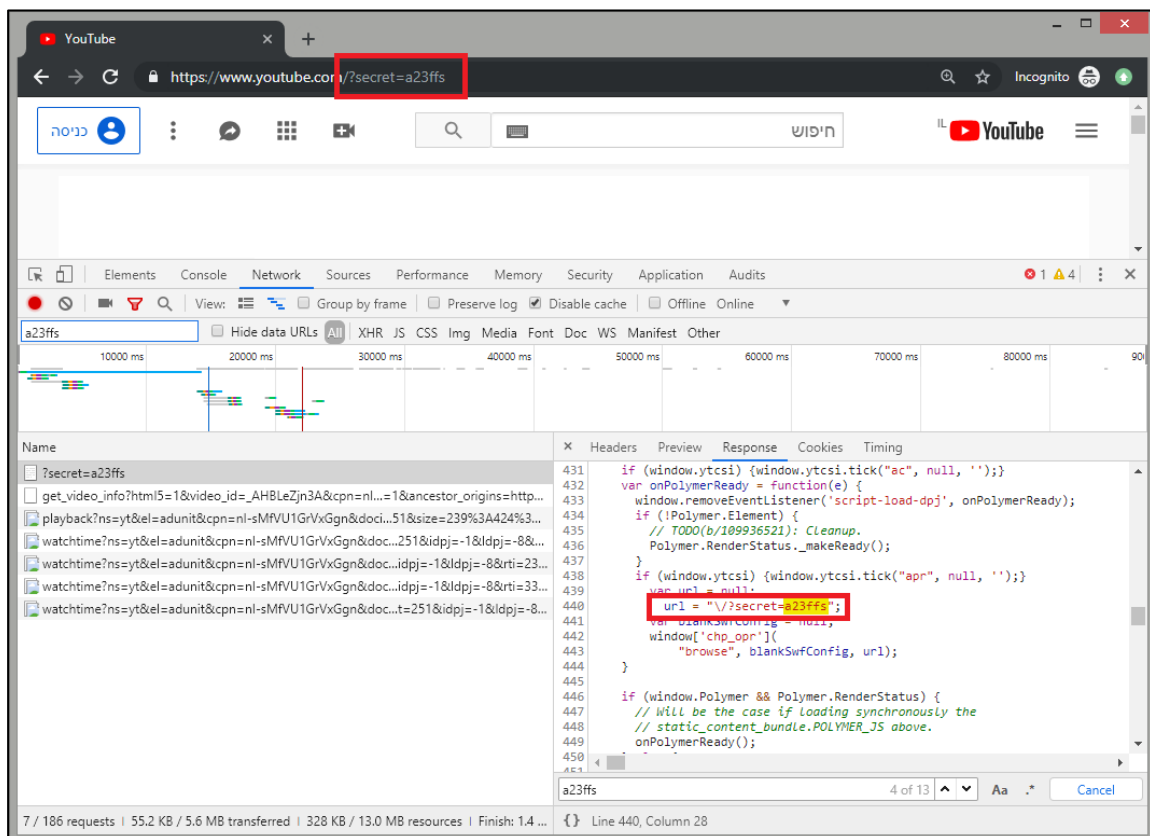 YouTube
https://www.youtube.com/?secret=a23ffs
Incognito
כניסה
חיפוש
YouTube IL
Elements Console Network Sources Performance Memory Security Application Audits 1 4
View: Group by frame Preserve log Disable cache Offline Online
a23ffs Hide data URLs All XHR JS CSS Img Media Font Doc WS Manifest Other
10000 ms 20000 ms 30000 ms 40000 ms 50000 ms 60000 ms 70000 ms 80000 ms
Name
?secret=a23ffs
get_video_info?html5=1&video_id=_AHBLeZjn3A&cpn=nl...=1&ancestor_origins=http...
playback?ns=yt&el=adunit&cpn=nl-sMfVU1GrVxGgn&doci...51&size=239%3A424%3...
watchtime?ns=yt&el=adunit&cpn=nl-sMfVU1GrVxGgn&doc...251&idpj=-1&ldpj=-8&...
watchtime?ns=yt&el=adunit&cpn=nl-sMfVU1GrVxGgn&doc...idpj=-1&ldpj=-8&rti=23...
watchtime?ns=yt&el=adunit&cpn=nl-sMfVU1GrVxGgn&doc...idpj=-1&ldpj=-8&rti=33...
watchtime?ns=yt&el=adunit&cpn=nl-sMfVU1GrVxGgn&doc...t=251&idpj=-1&ldpj=-8...
7 / 186 requests | 55.2 KB / 5.6 MB transferred | 328 KB / 13.0 MB resources | Finish: 1.4 ...
Headers Preview Response Cookies Timing
431 if (window.ytcsi) {window.ytcsi.tick("ac", null, '');}
432 var onPolymerReady = function(e) {
433 window.removeEventListener('script-load-dpj', onPolymerReady);
434 if (!Polymer.Element) {
435 // TODO(b/109936521): Cleanup.
436 Polymer.RenderStatus._makeReady();
437 }
438 if (window.ytcsi) {window.ytcsi.tick("apr", null, '');}
439 var url = null;
440 url = "\/?secret=a23ffs";
441 var blankSwfConfig = null,
442 window['chp_opr'](
443 "browse", blankSwfConfig, url);
444 }
445
446 if (window.Polymer && Polymer.RenderStatus) {
447 // Will be the case if loading synchronously the
448 // static_content_bundle.POLYMER_JS above.
449 onPolymerReady();
450
a23ffs 4 of 13 Aa .* Cancel
{} Line 440, Column 28